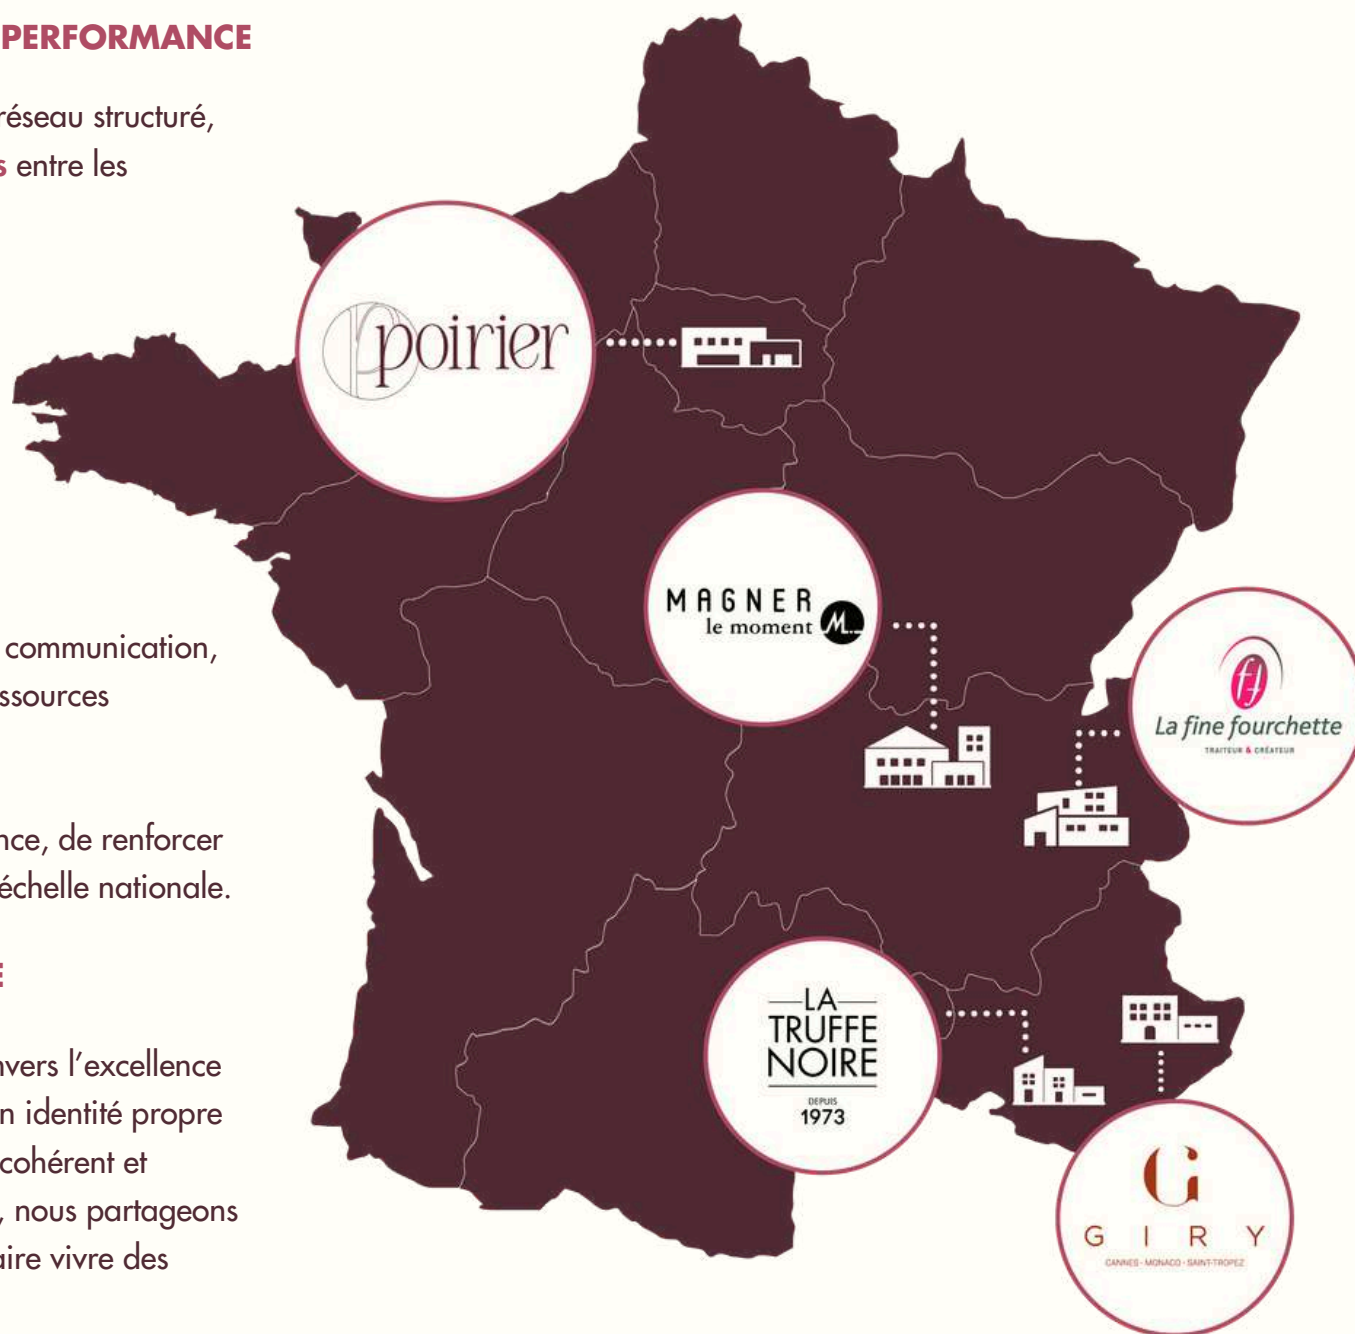 PERFORMANCE
réseau structuré,
s entre les
communication,
ssources
nce, de renforcer
échelle nationale.
E
nvers l’excellence
n identité propre
cohérent et
, nous partageons
aire vivre des
poirier
MAGNER
le moment M
La fine fourchette
TRAITEUR & CRÉATEUR
LA
TRUFFE
NOIRE
DEPUIS
1973
G
GIRY
CANNES - MONACO - SAINT-TROPEZ